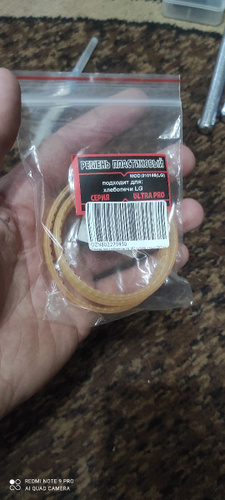 РЕМЕНЬ ПЛАСТИКОВЫЙ
подходит для:
хлебопечи LG
СЕРИЯ ULTRA PRO
REDMI NOTE 9 PRO
AI QUAD CAMERA